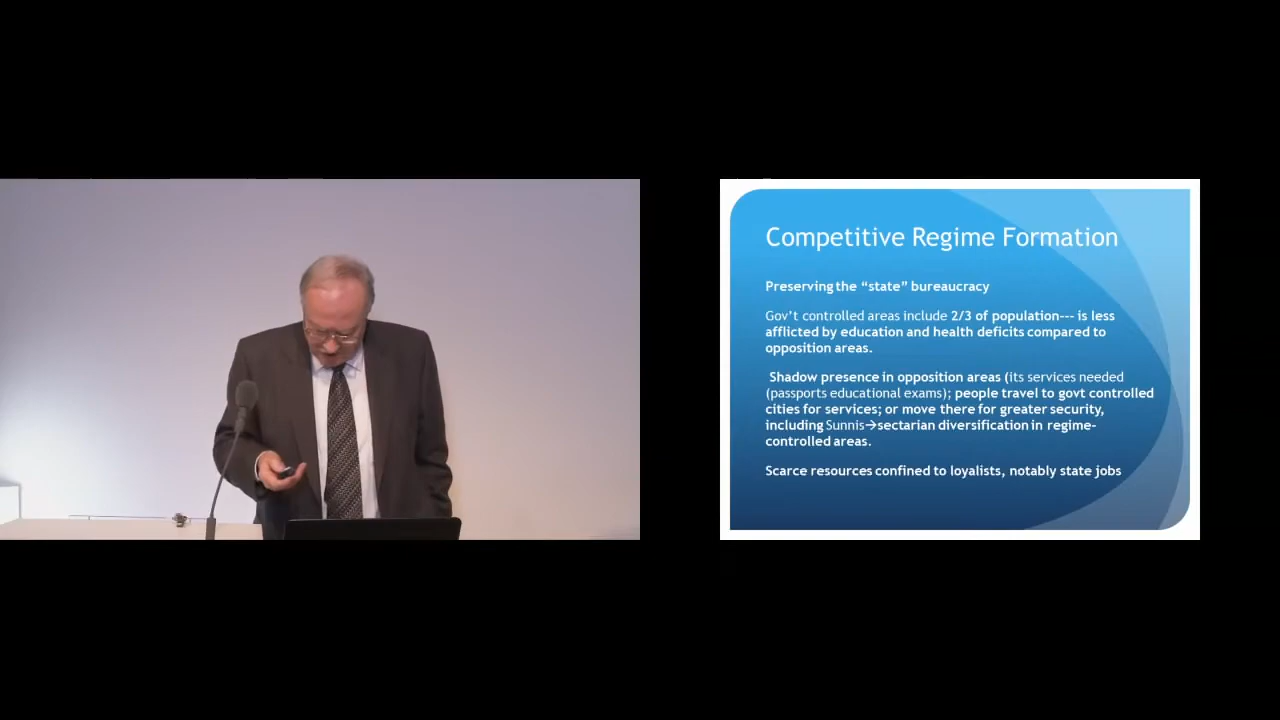 Competitive Regime Formation
Preserving the “state” bureaucracy
Gov’t controlled areas include 2/3 of population--- is less
afflicted by education and health deficits compared to
opposition areas.
Shadow presence in opposition areas (its services needed
(passports educational exams); people travel to govt controlled
cities for services; or move there for greater security,
including Sunnis→sectarian diversification in regime-
controlled areas.
Scarce resources confined to loyalists, notably state jobs